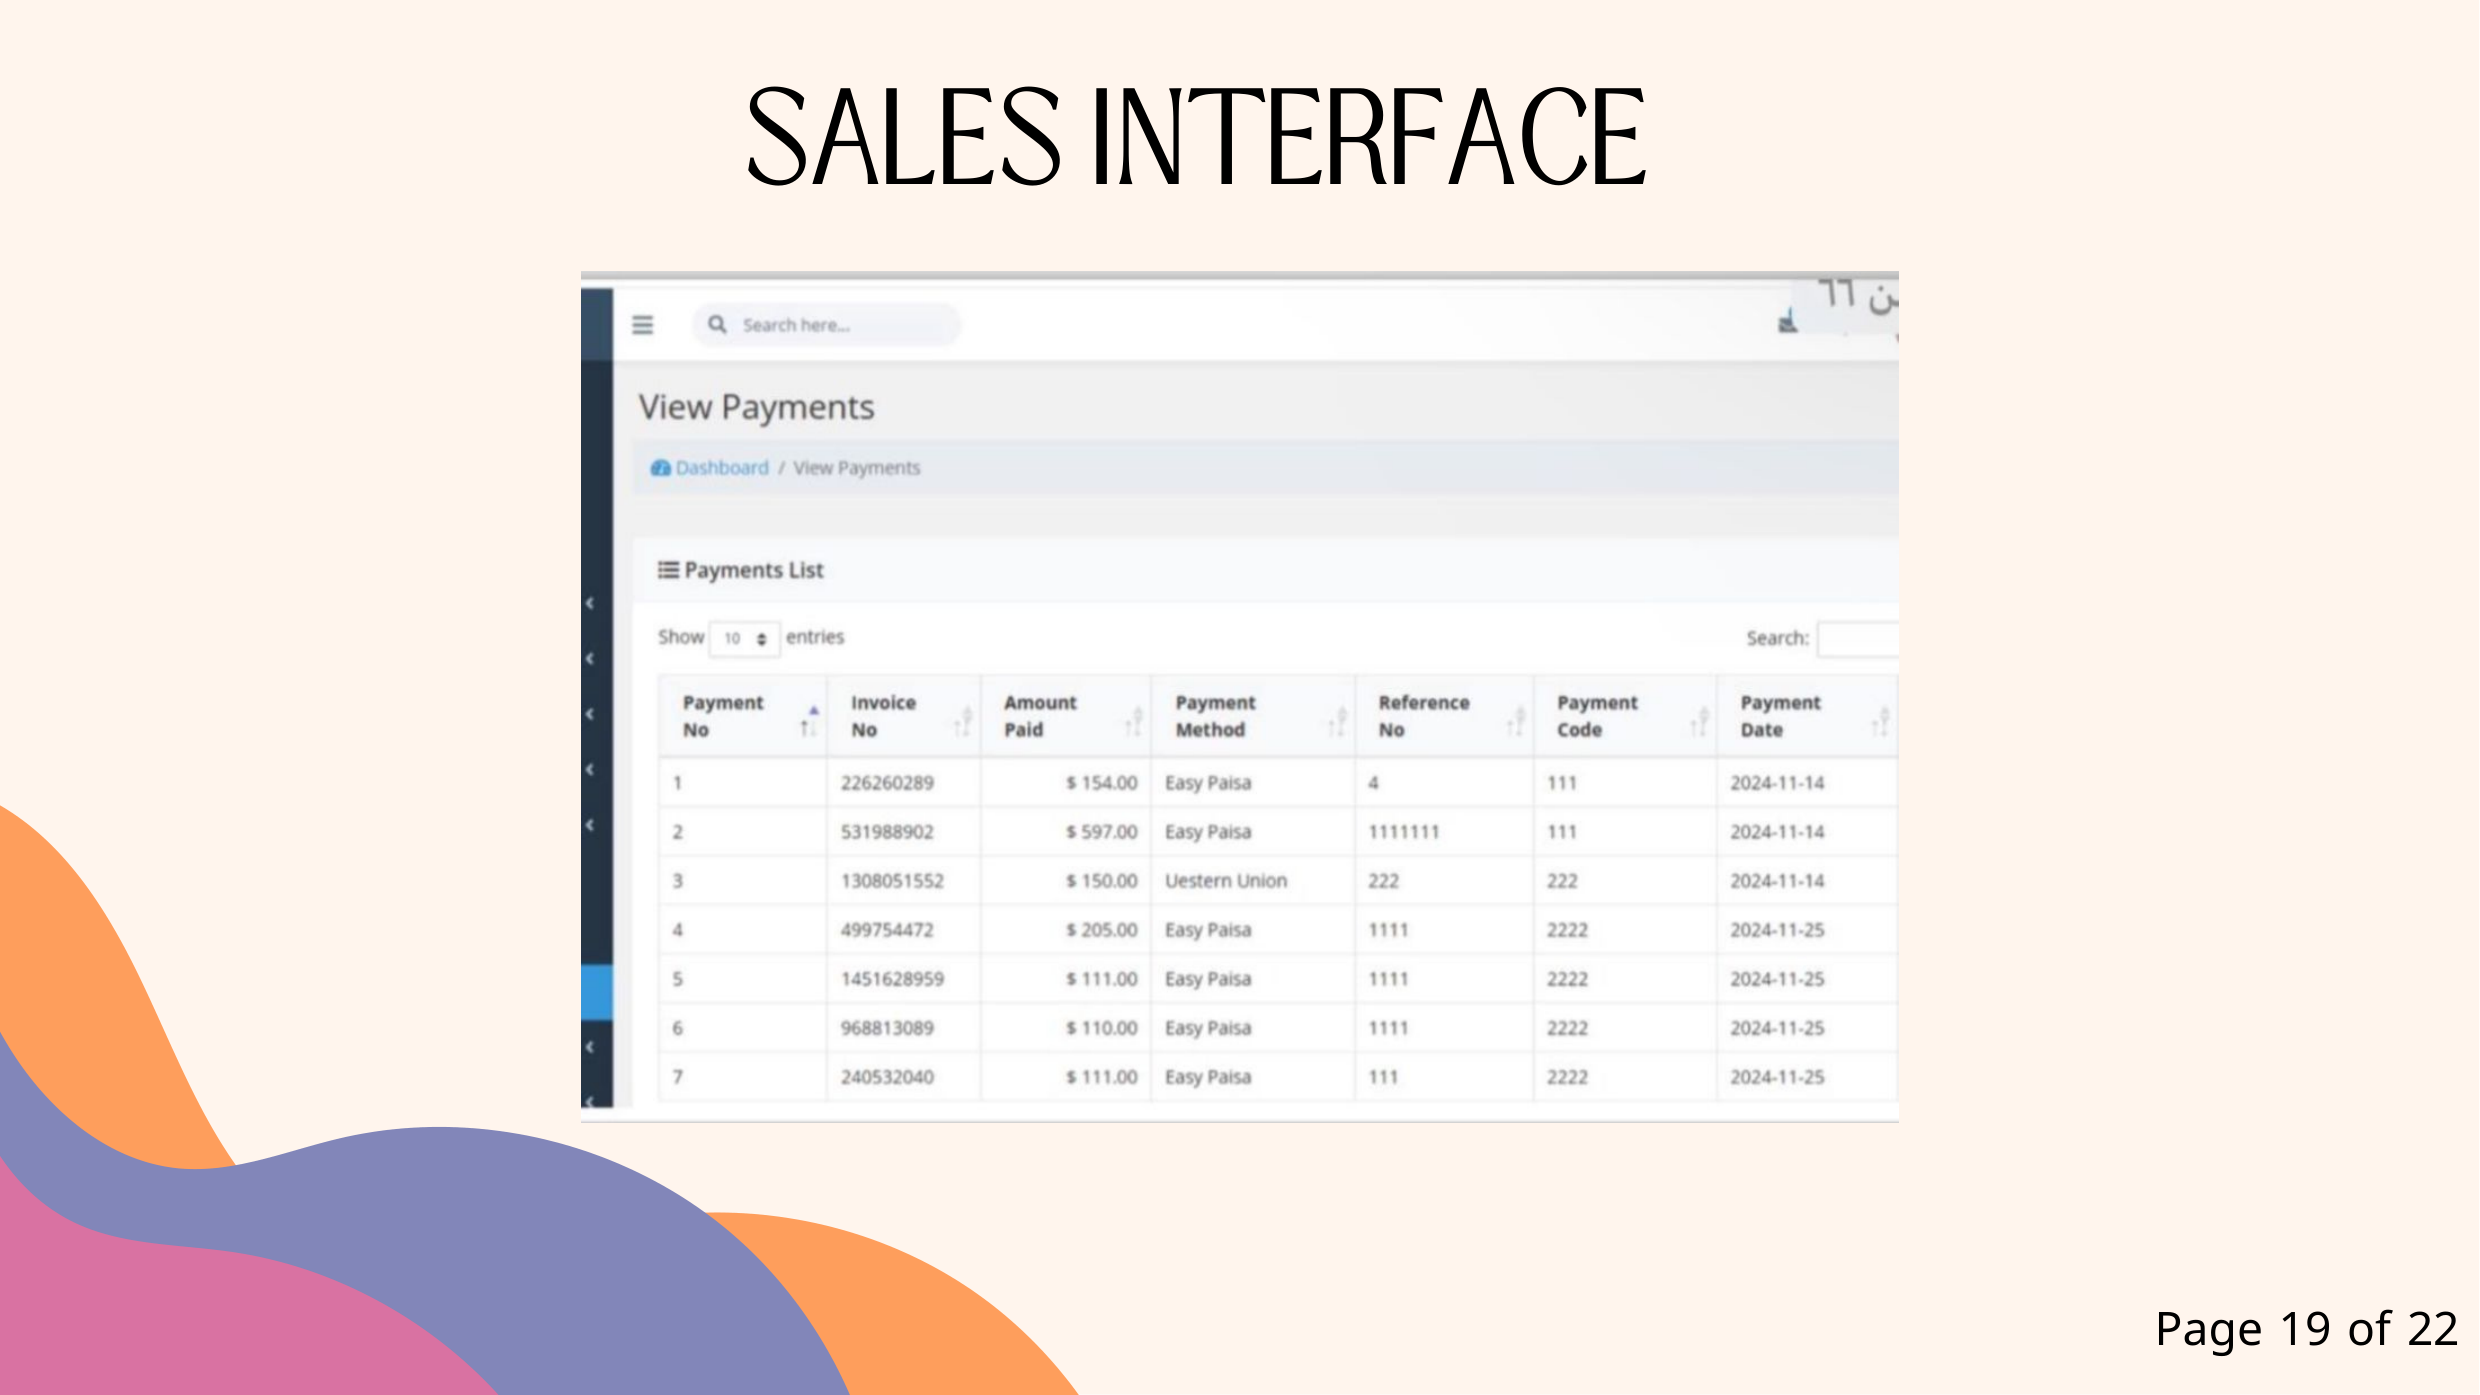 SALES INTERFACE
Search here...
View Payments
Dashboard / View Payments
Payments List
Show 10 entries
Search:
Payment No Invoice No Amount Paid Payment Method Reference No Payment Code Payment Date
1 226260289 $ 154.00 Easy Paisa 4 111 2024-11-14
2 531988902 $ 597.00 Easy Paisa 1111111 111 2024-11-14
3 1308051552 $ 150.00 Uestern Union 222 222 2024-11-14
4 499754472 $ 205.00 Easy Paisa 1111 2222 2024-11-25
5 1451628959 $ 111.00 Easy Paisa 1111 2222 2024-11-25
6 968813089 $ 110.00 Easy Paisa 1111 2222 2024-11-25
7 240532040 $ 111.00 Easy Paisa 111 2222 2024-11-25
Page 19 of 22